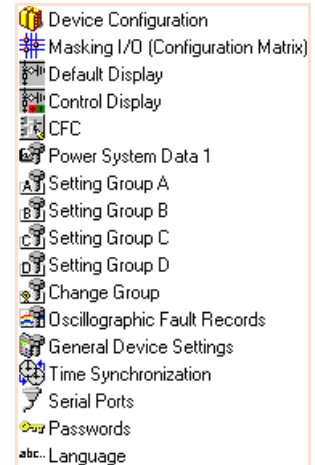 Device Configuration
Masking I/O (Configuration Matrix)
Default Display
Control Display
CFC
Power System Data 1
A Setting Group A
B Setting Group B
C Setting Group C
D Setting Group D
Change Group
Oscillographic Fault Records
General Device Settings
Time Synchronization
Serial Ports
Passwords
abc.. Language